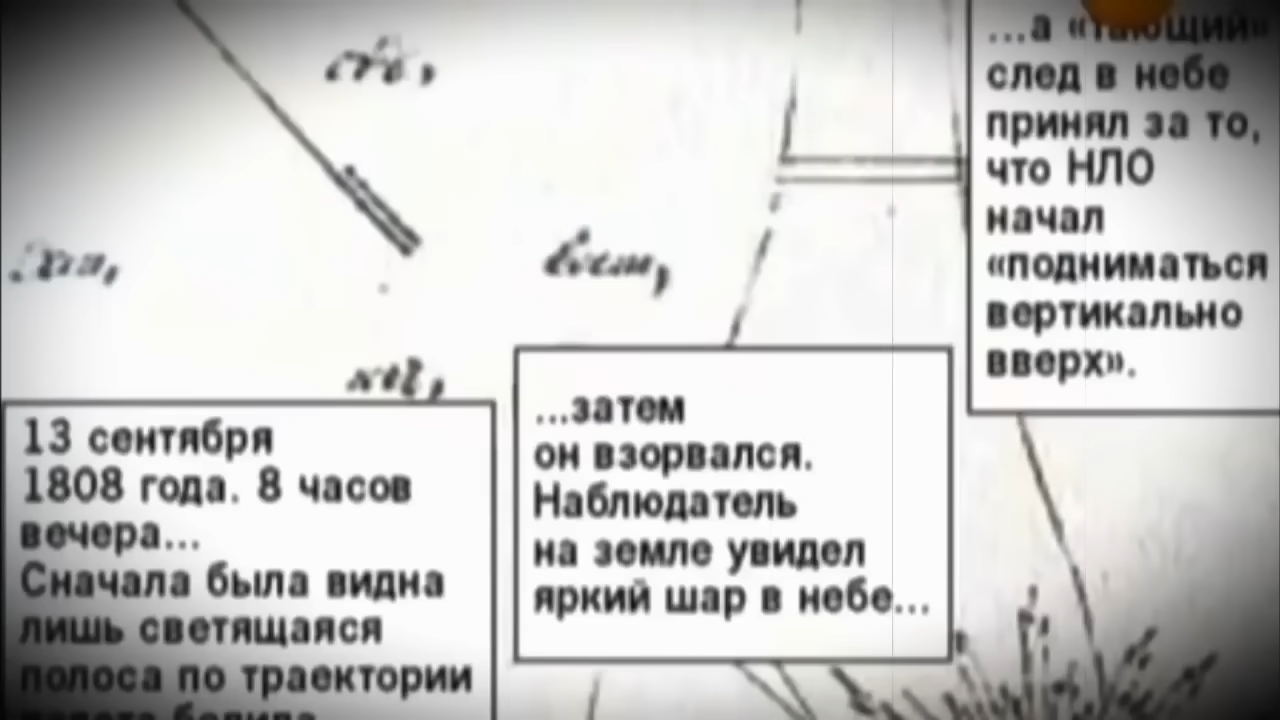 13 сентября
1808 года. 8 часов
вечера...
Сначала была видна
лишь светящаяся
полоса по траектории
...затем
он взорвался.
Наблюдатель
на земле увидел
яркий шар в небе...
...а «тающий»
след в небе
принял за то,
что НЛО
начал
«подниматься
вертикально
вверх».